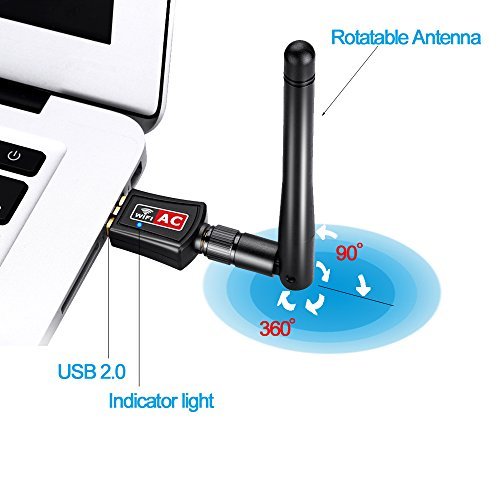 Rotatable Antenna
WiFi AC
90°
360°
USB 2.0
Indicator light